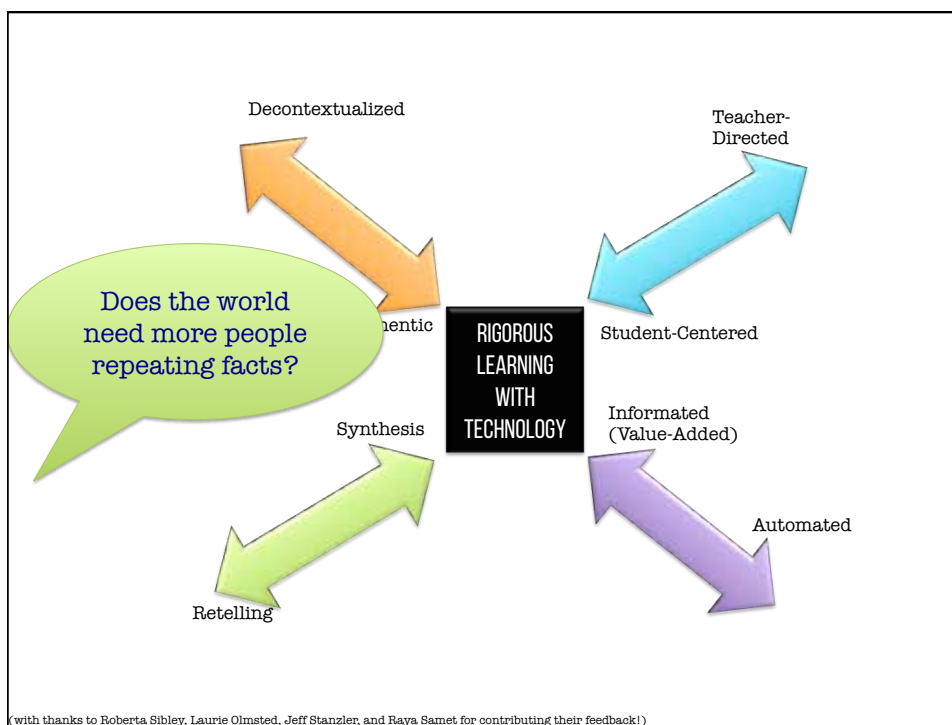 Decontextualized
Teacher-
Directed
Does the world
need more people
repeating facts?
Student-Centered
RIGOROUS
LEARNING
WITH
TECHNOLOGY
Synthesis
Informated
(Value-Added)
Automated
Retelling
(with thanks to Roberta Sibley, Laurie Olmsted, Jeff Stanzler, and Raya Samet for contributing their feedback!)